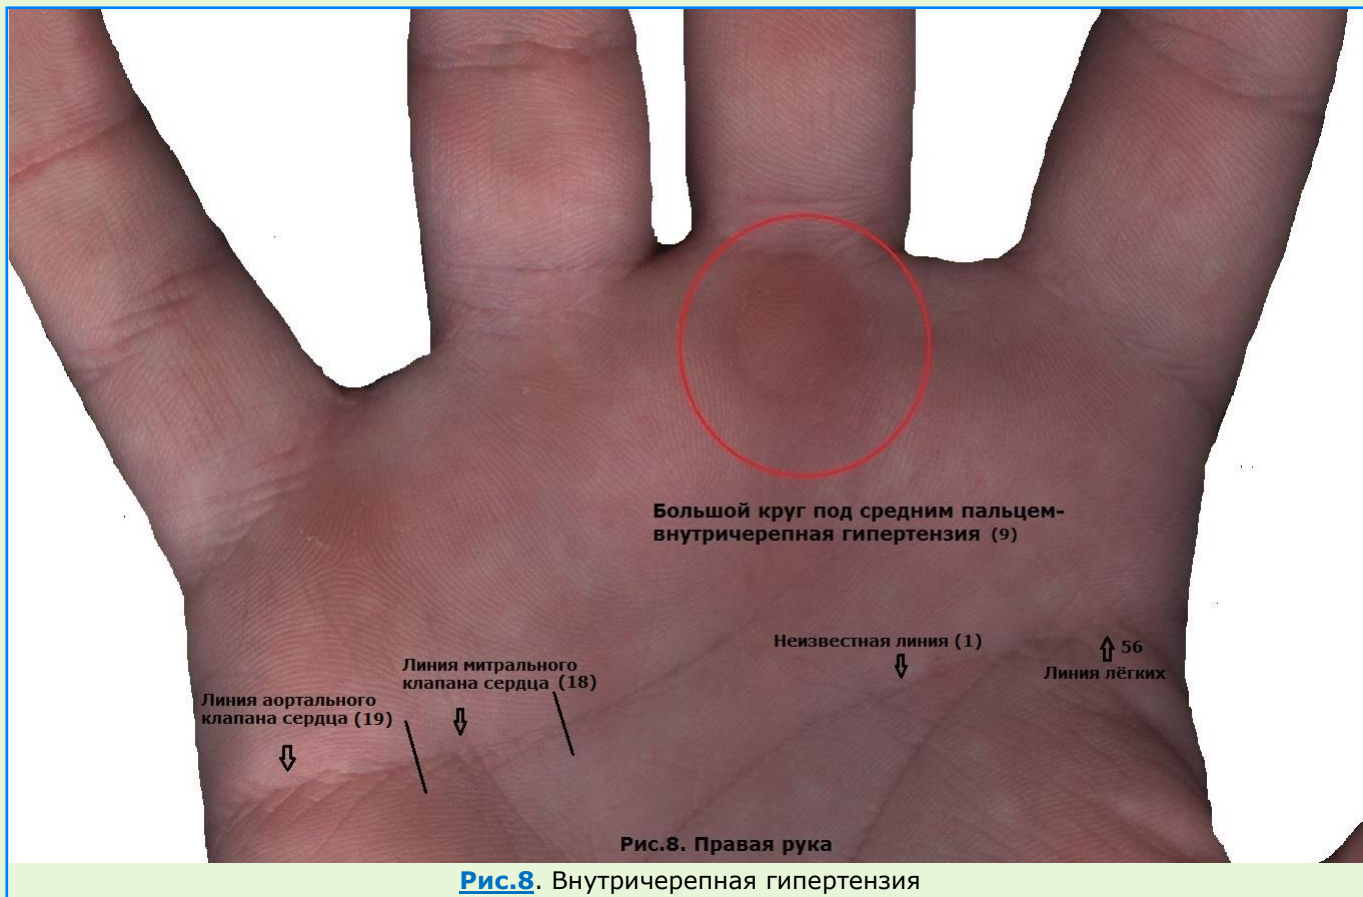 Большой круг под средним пальцем-
внутричерепная гипертензия (9)
Неизвестная линия (1)
56
Линия лёгких
Линия митрального
клапана сердца (18)
Линия аортального
клапана сердца (19)
Рис.8. Правая рука
Рис.8. Внутричерепная гипертензия